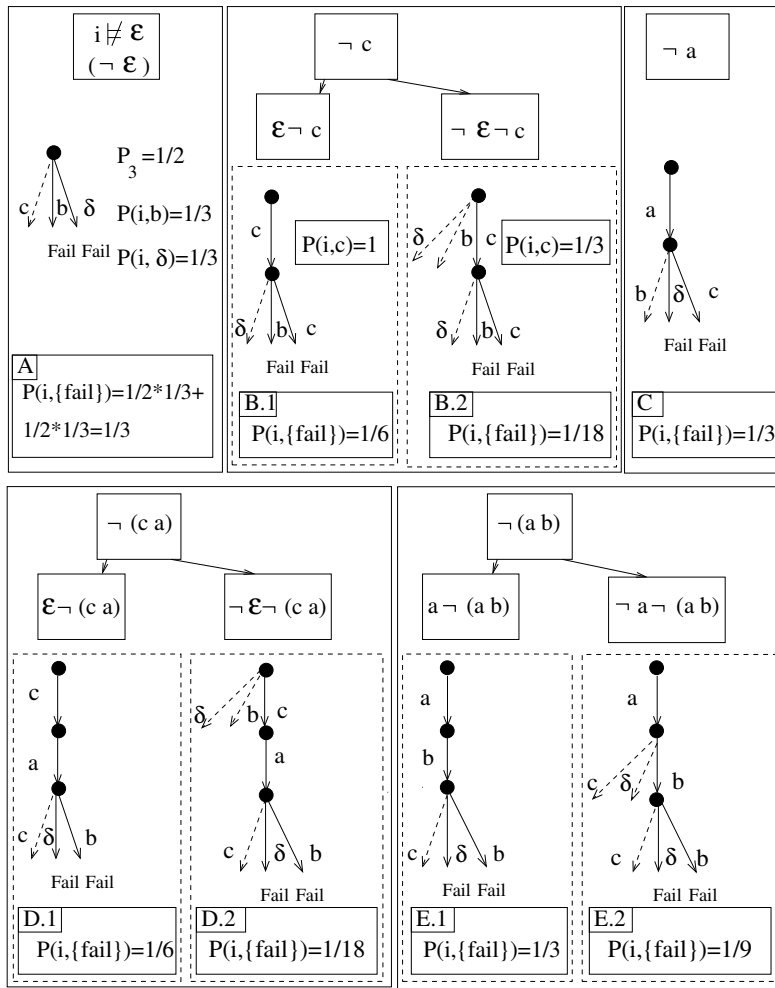 i ⊭ ε
(¬ ε)
P₃ =1/2
c b δ
P(i,b)=1/3
Fail Fail
P(i, δ)=1/3
A
P(i,{fail})=1/2*1/3+
1/2*1/3=1/3
¬ c
ε¬ c
¬ ε¬ c
c
P(i,c)=1
δ b c
Fail Fail
B.1
P(i,{fail})=1/6
δ b c
P(i,c)=1/3
δ b c
Fail Fail
B.2
P(i,{fail})=1/18
¬ a
a
b δ c
Fail Fail
C
P(i,{fail})=1/3
¬ (c a)
ε¬ (c a)
¬ ε¬ (c a)
c
a
c δ b
Fail Fail
D.1
P(i,{fail})=1/6
δ b c
a
c δ b
Fail Fail
D.2
P(i,{fail})=1/18
¬ (a b)
a ¬ (a b)
¬ a ¬ (a b)
a
b
c δ b
Fail Fail
E.1
P(i,{fail})=1/3
a
c δ b
c δ b
Fail Fail
E.2
P(i,{fail})=1/9